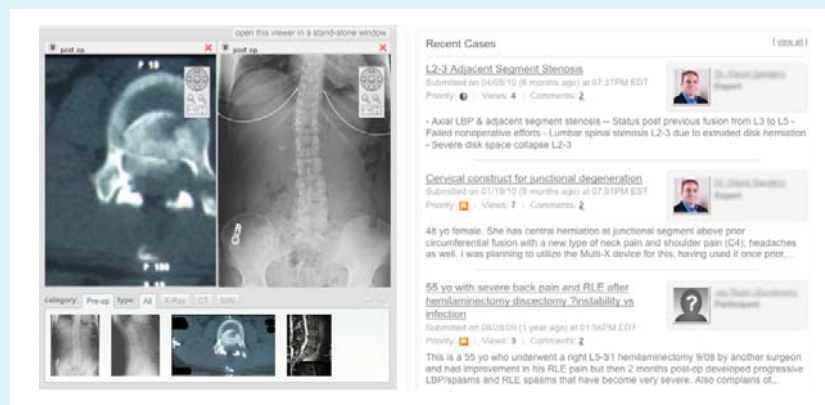 open this viewer in a stand-alone window
post op
post op
P 10
P 100
category: Pre-op type: All X-Ray CT MRI
Recent Cases
[ view all ]
L2-3 Adjacent Segment Stenosis
Submitted on 04/05/10 (6 months ago) at 07:37PM EDT
Priority: | Views: 4 | Comments: 2
Expert
- Axial LBP & adjacent segment stenosis -- Status post previous fusion from L3 to L5 -
Failed nonoperative efforts - Lumbar spinal stenosis L2-3 due to extruded disk herniation
- Severe disk space collapse L2-3
Cervical construct for junctional degeneration
Submitted on 01/19/10 (9 months ago) at 07:51PM EST
Priority: | Views: 7 | Comments: 2
Expert
48 yo female. She has central herniation at junctional segment above prior
circumferential fusion with a new type of neck pain and shoulder pain (C4); headaches
as well. I was planning to utilize the Multi-X device for this, having used it once prior,...
55 yo with severe back pain and RLE after
hemilaminectomy discectomy ?instability vs
infection
Submitted on 08/28/09 (1 year ago) at 01:56PM EDT
Priority: | Views: 3 | Comments: 2
Participant
This is a 55 yo who underwent a right L5-S1 hemilaminectomy 9/08 by another surgeon
and had improvement in his RLE pain but then 2 months post-op developed progressive
LBP/spasms and RLE spasms that have become very severe. Also complains of...